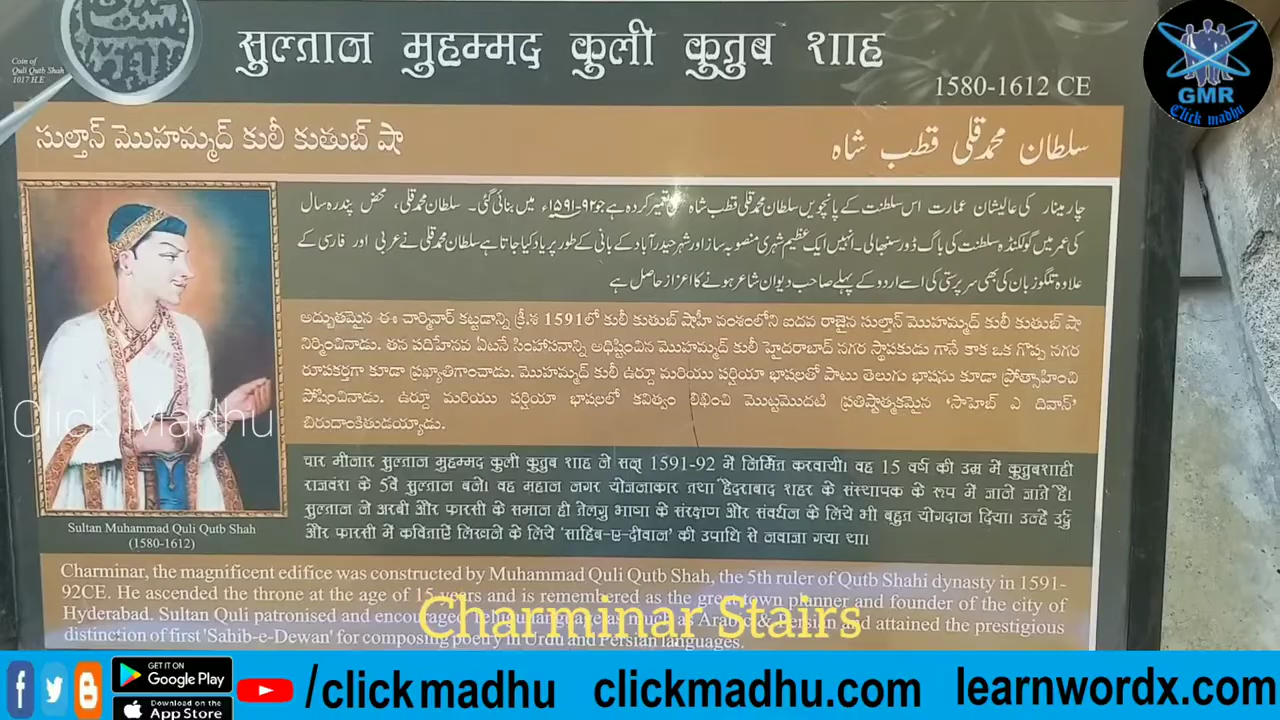 Coin of
Quli Qutb Shah
1017 H.E
सुल्तान मुहम्मद कुली कुतुब शाह
1580-1612 CE
GMR
Click madhu
సుల్తాన్ మొహమ్మద్ కులీ కుతుబ్ షా
سلطان محمد قلی قطب شاہ
چار مینار کی عالیشان عمارت اس سلطنت کے پانچویں سلطان محمد قلی قطب شاہ کی تعمیر کردہ ہے جو ۹۲-۱۵۹۱ء میں بنائی گئی۔ سلطان محمد قلی، محض پندرہ سال
کی عمر میں گولکنڈہ سلطنت کی باگ ڈور سنبھالی۔ انہیں ایک عظیم شہری منصوبہ ساز اور شہر حیدرآباد کے بانی کے طور پر یاد کیا جاتا ہے سلطان محمد قلی نے عربی اور فارسی کے
علاوہ تلگو زبان کی بھی سرپرستی کی اسے اردو کے پہلے صاحب دیوان شاعر ہونے کا اعزاز حاصل ہے
అద్భుతమైన ఈ చార్మినార్ కట్టడాన్ని క్రీ.శ 1591లో కులీ కుతుబ్ షాహీ వంశంలోని ఐదవ రాజైన సుల్తాన్ మొహమ్మద్ కులీ కుతుబ్ షా
నిర్మించినాడు. తన పదిహేనవ ఏటనే సింహాసనాన్ని అధిష్టించిన మొహమ్మద్ కులీ హైదరాబాద్ నగర స్థాపకుడు గానే కాక ఒక గొప్ప నగర
రూపకర్తగా కూడా ప్రఖ్యాతిగాంచాడు. మొహమ్మద్ కులీ ఉర్దూ మరియు పర్షియా భాషలతో పాటు తెలుగు భాషను కూడా ప్రోత్సాహించి
పోషించినాడు. ఉర్దూ మరియు పర్షియా భాషలలో కవిత్వం లిఖించి మొట్టమొదటి ప్రతిష్టాత్మకమైన 'సాహెబ్ ఎ దివాన్'
బిరుదాంకితుడయ్యాడు.
चार मीनार सुल्तान मुहम्मद कुली कुतुब शाह ने सन् 1591-92 में निर्मित करवायी। वह 15 वर्ष की उम्र में कुतुबशाही
राजवंश के 5वें सुल्तान बने। वह महान नगर योजनाकार तथा हैदराबाद शहर के संस्थापक के रूप में जाने जाते है।
सुल्तान ने अरबी और फारसी के समान ही तेलगु भाषा के संरक्षण और संवर्धन के लिये भी बहुत योगदान दिया। उन्हें उर्दु
और फारसी में कविताएँ लिखने के लिये 'साहिब-ए-दीवान' की उपाधि से नवाजा गया था।
Click Madhu
Sultan Muhammad Quli Qutb Shah
(1580-1612)
Charminar, the magnificent edifice was constructed by Muhammad Quli Qutb Shah, the 5th ruler of Qutb Shahi dynasty in 1591-
92CE. He ascended the throne at the age of 15 years and is remembered as the great town planner and founder of the city of
Hyderabad. Sultan Quli patronised and encouraged Telugu language as much as Arabic & Persian and attained the prestigious
distinction of first 'Sahib-e-Dewan' for composing poetry in Urdu and Persian languages.
Charminar Stairs
GET IT ON
Google Play
Download on the
App Store
/clickmadhu
clickmadhu.com
learnwordx.com